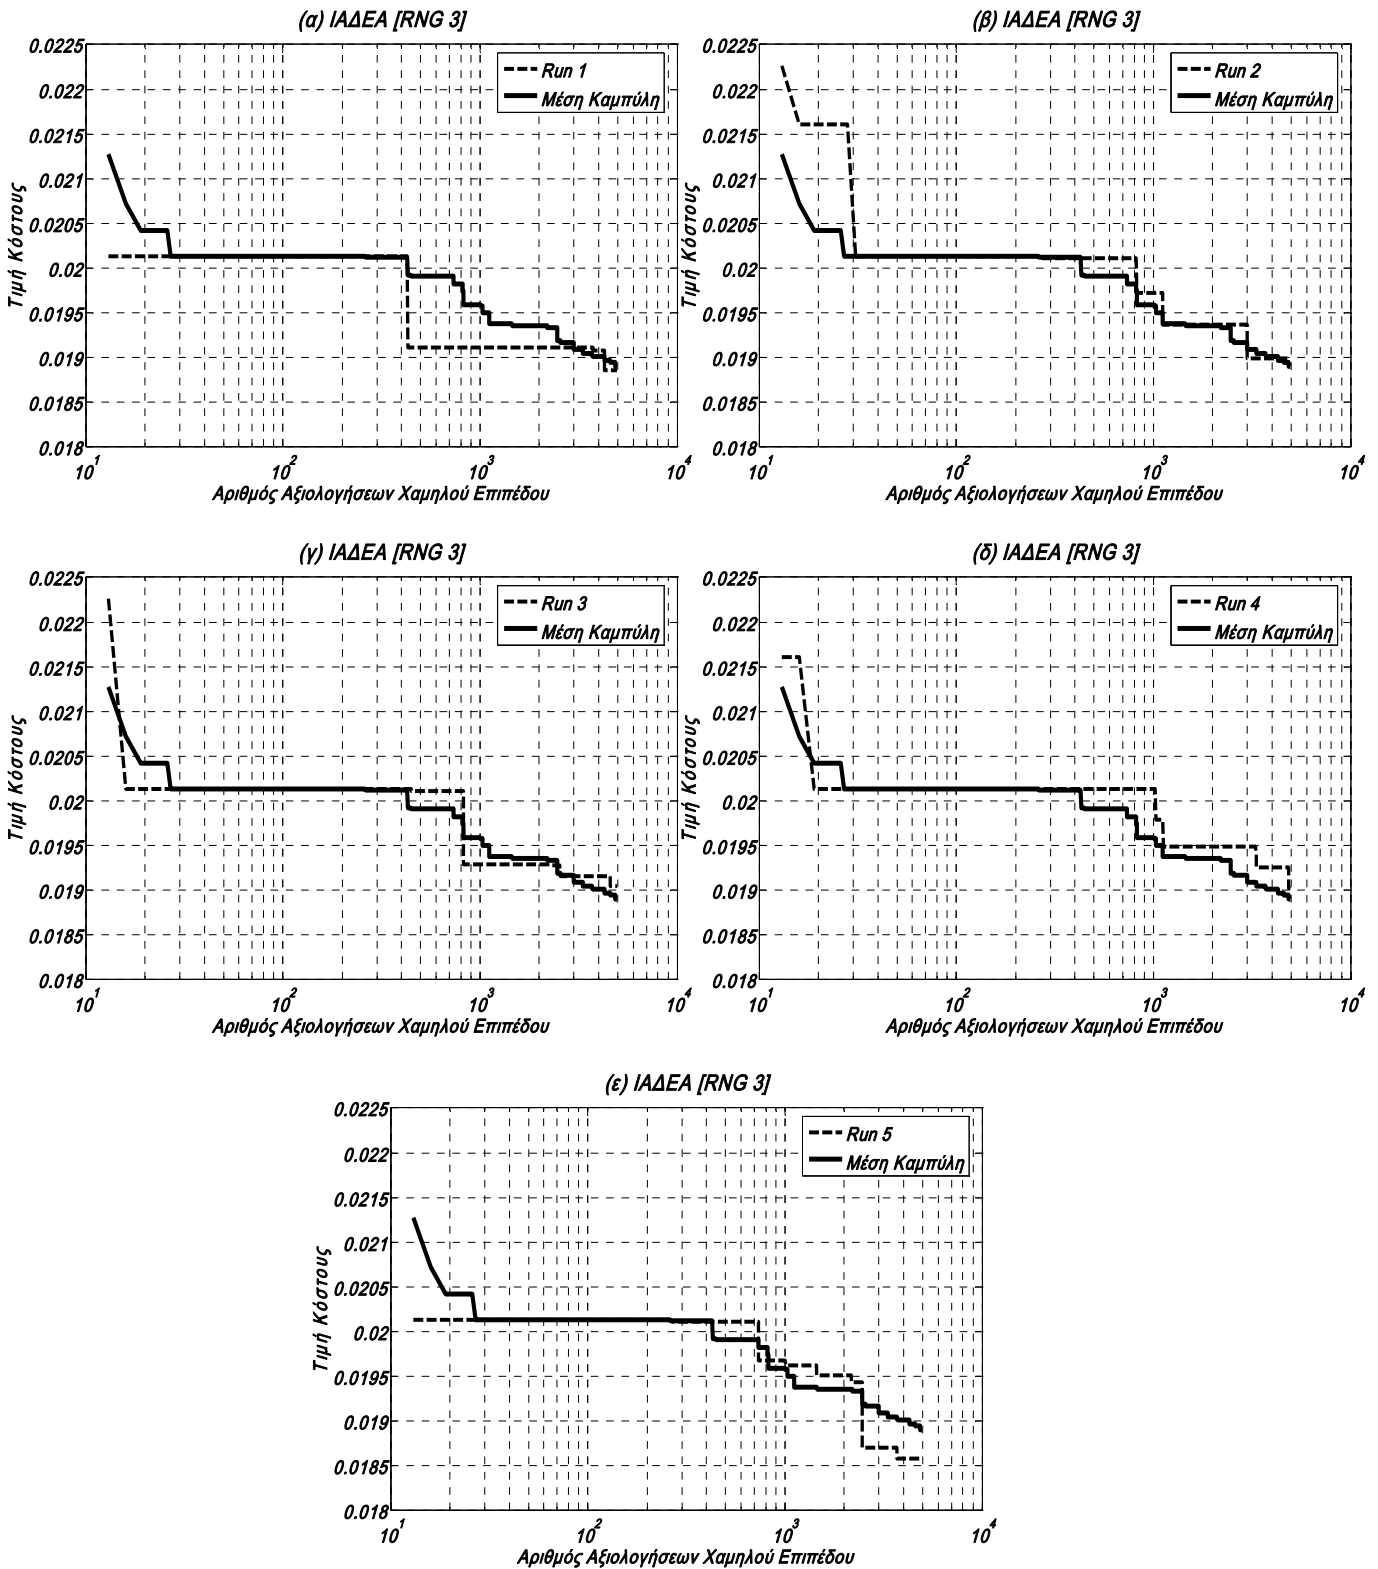 (α) ΙΑΔΕΑ [RNG 3]
0.0225
0.022
0.0215
0.021
0.0205
0.02
0.0195
0.019
0.0185
0.018
Τιμή Κόστους
Run 1
Μέση Καμπύλη
10^1 10^2 10^3 10^4
Αριθμός Αξιολογήσεων Χαμηλού Επιπέδου
(β) ΙΑΔΕΑ [RNG 3]
0.0225
0.022
0.0215
0.021
0.0205
0.02
0.0195
0.019
0.0185
0.018
Τιμή Κόστους
Run 2
Μέση Καμπύλη
10^1 10^2 10^3 10^4
Αριθμός Αξιολογήσεων Χαμηλού Επιπέδου
(γ) ΙΑΔΕΑ [RNG 3]
0.0225
0.022
0.0215
0.021
0.0205
0.02
0.0195
0.019
0.0185
0.018
Τιμή Κόστους
Run 3
Μέση Καμπύλη
10^1 10^2 10^3 10^4
Αριθμός Αξιολογήσεων Χαμηλού Επιπέδου
(δ) ΙΑΔΕΑ [RNG 3]
0.0225
0.022
0.0215
0.021
0.0205
0.02
0.0195
0.019
0.0185
0.018
Τιμή Κόστους
Run 4
Μέση Καμπύλη
10^1 10^2 10^3 10^4
Αριθμός Αξιολογήσεων Χαμηλού Επιπέδου
(ε) ΙΑΔΕΑ [RNG 3]
0.0225
0.022
0.0215
0.021
0.0205
0.02
0.0195
0.019
0.0185
0.018
Τιμή Κόστους
Run 5
Μέση Καμπύλη
10^1 10^2 10^3 10^4
Αριθμός Αξιολογήσεων Χαμηλού Επιπέδου